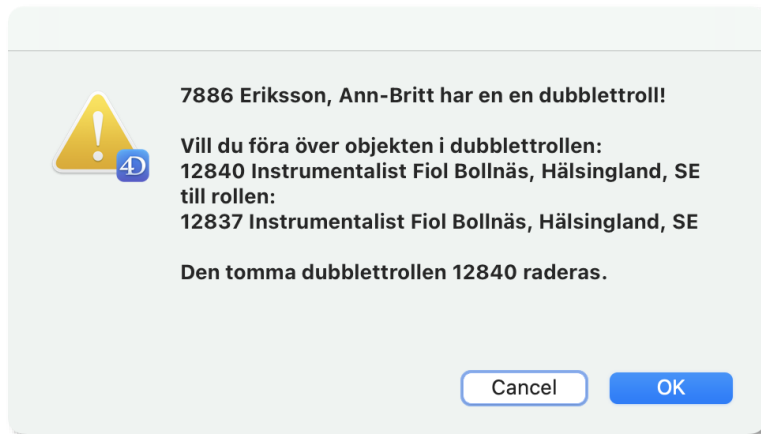 7886 Eriksson, Ann-Britt har en en dubblettroll!
Vill du föra över objekten i dubblettrollen:
12840 Instrumentalist Fiol Bollnäs, Hälsingland, SE
till rollen:
12837 Instrumentalist Fiol Bollnäs, Hälsingland, SE
Den tomma dubblettrollen 12840 raderas.
4D
Cancel
OK